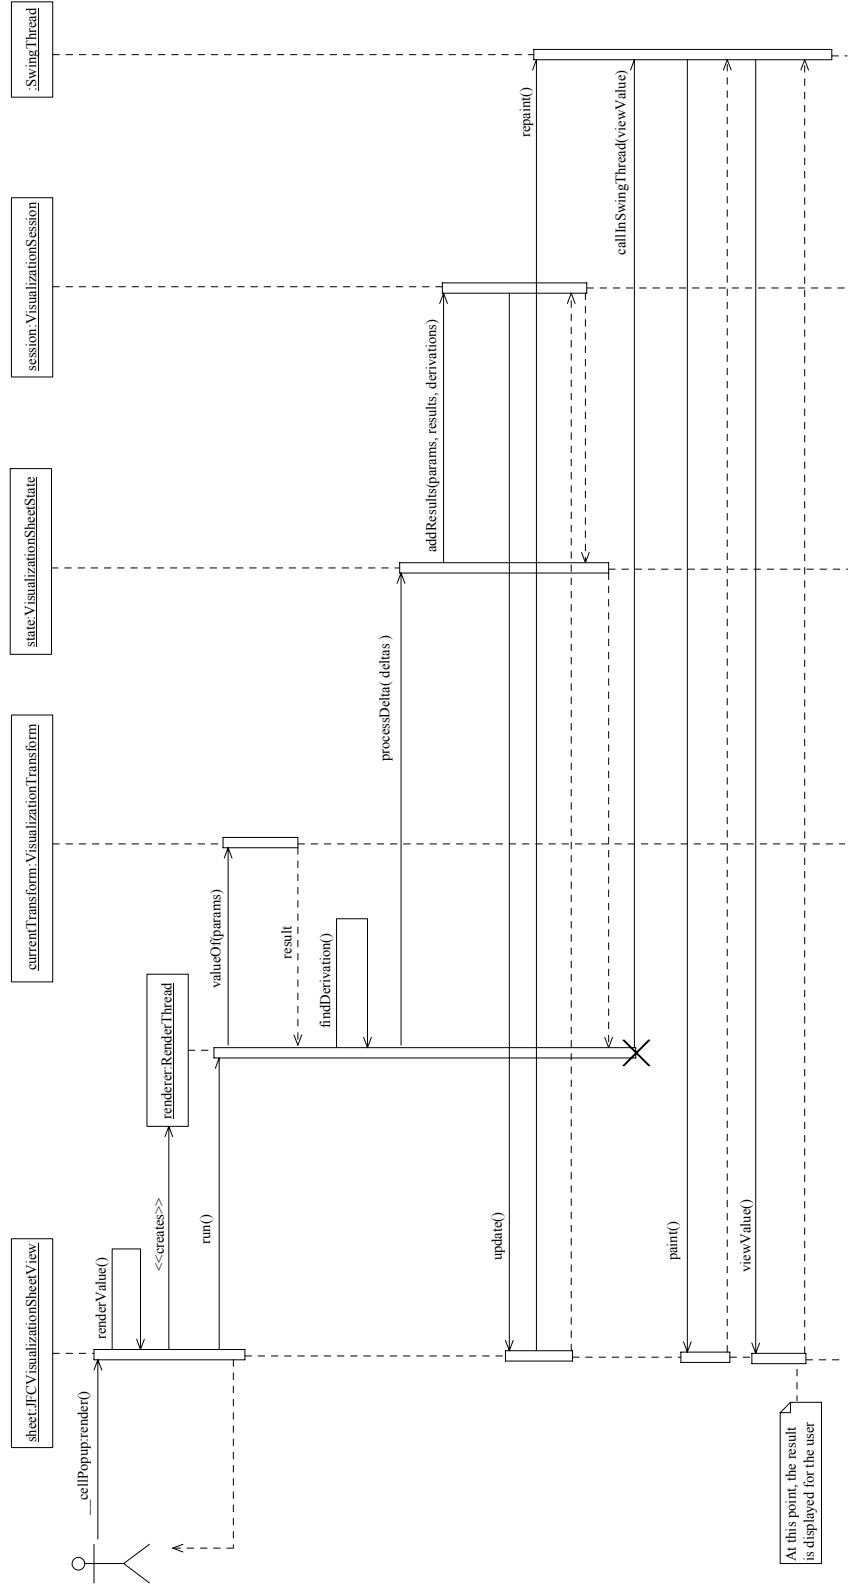 __cellPopup:render()
sheet:JFCVisualizationSheetView
renderValue()
<<creates>>
renderer:RenderThread
run()
currentTransform:VisualizationTransform
valueOf(params)
result
findDerivation()
state:VisualizationSheetState
processDelta( deltas )
session:VisualizationSession
addResults(params, results, derivations)
update()
:SwingThread
repaint()
callInSwingThread(viewValue)
paint()
viewValue()
At this point, the result
is displayed for the user